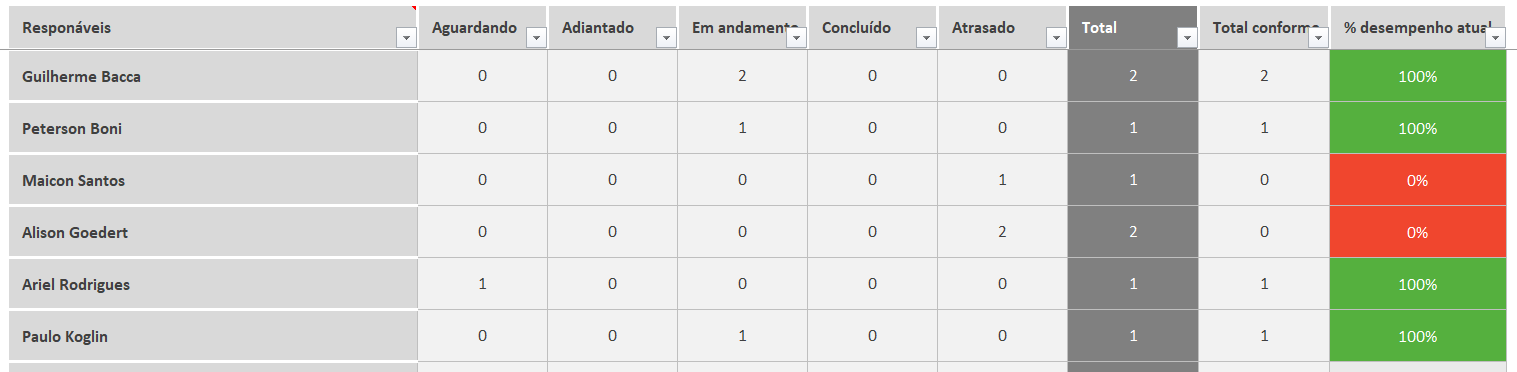 Responáveis Aguardando Adiantado Em andamento Concluído Atrasado Total Total conforme % desempenho atual
Guilherme Bacca 0 0 2 0 0 2 2 100%
Peterson Boni 0 0 1 0 0 1 1 100%
Maicon Santos 0 0 0 0 1 1 0 0%
Alison Goedert 0 0 0 0 2 2 0 0%
Ariel Rodrigues 1 0 0 0 0 1 1 100%
Paulo Koglin 0 0 1 0 0 1 1 100%